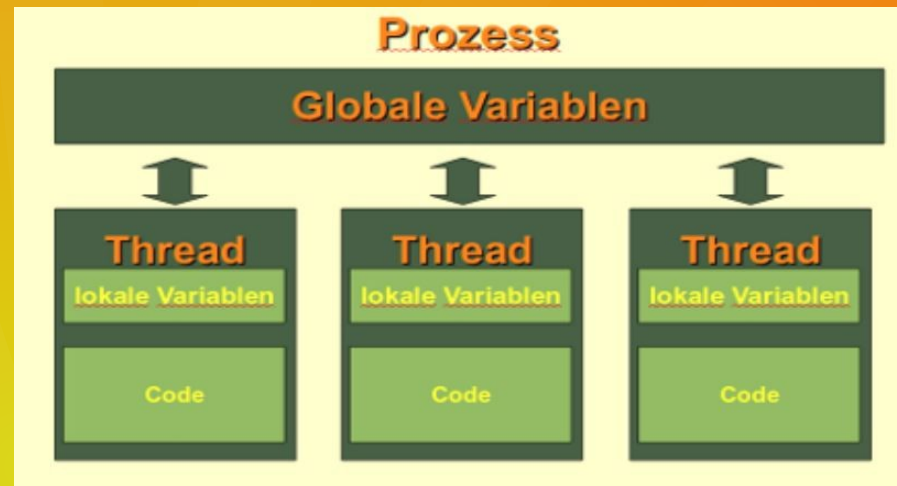 Prozess
Globale Variablen
Thread Thread Thread
lokale Variablen lokale Variablen lokale Variablen
Code Code Code